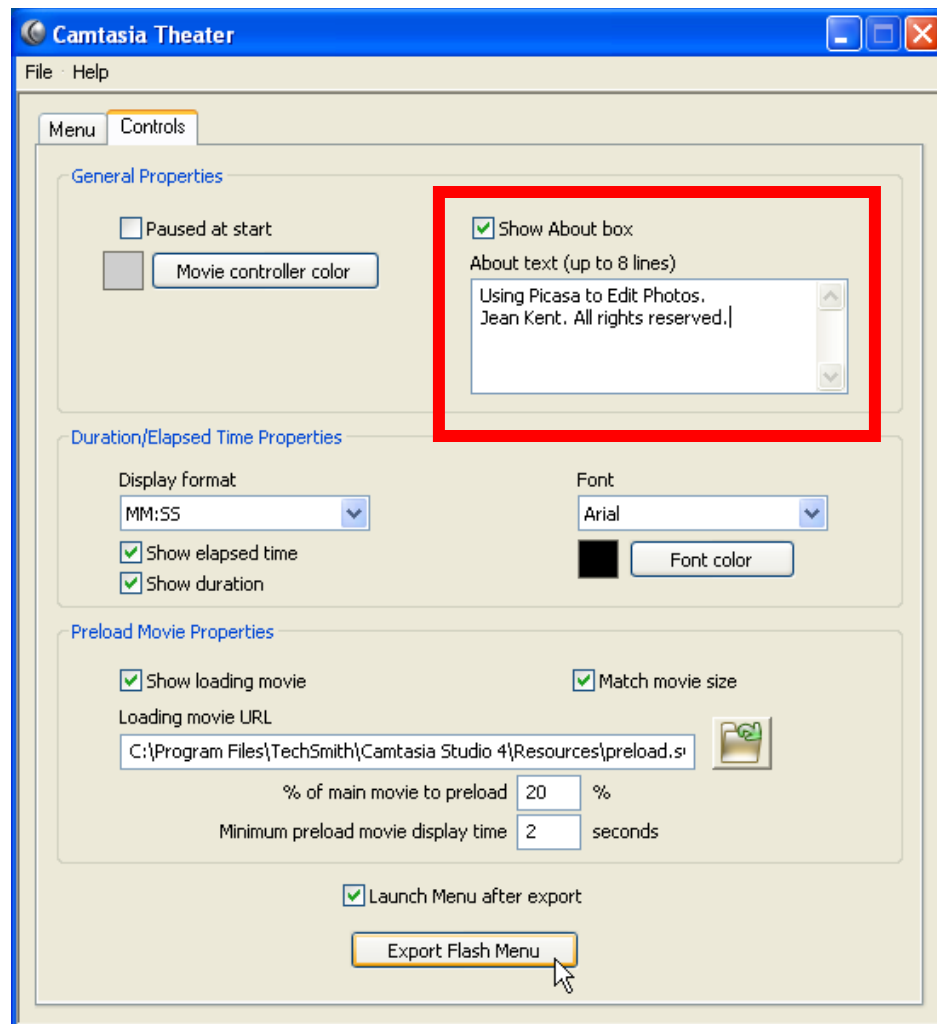 Camtasia Theater
File Help
Menu Controls
General Properties
Paused at start
Movie controller color
Show About box
About text (up to 8 lines)
Using Picasa to Edit Photos.
Jean Kent. All rights reserved.
Duration/Elapsed Time Properties
Display format
MM:SS
Show elapsed time
Show duration
Font
Arial
Font color
Preload Movie Properties
Show loading movie
Match movie size
Loading movie URL
C:\Program Files\TechSmith\Camtasia Studio 4\Resources\preload.s
% of main movie to preload 20 %
Minimum preload movie display time 2 seconds
Launch Menu after export
Export Flash Menu